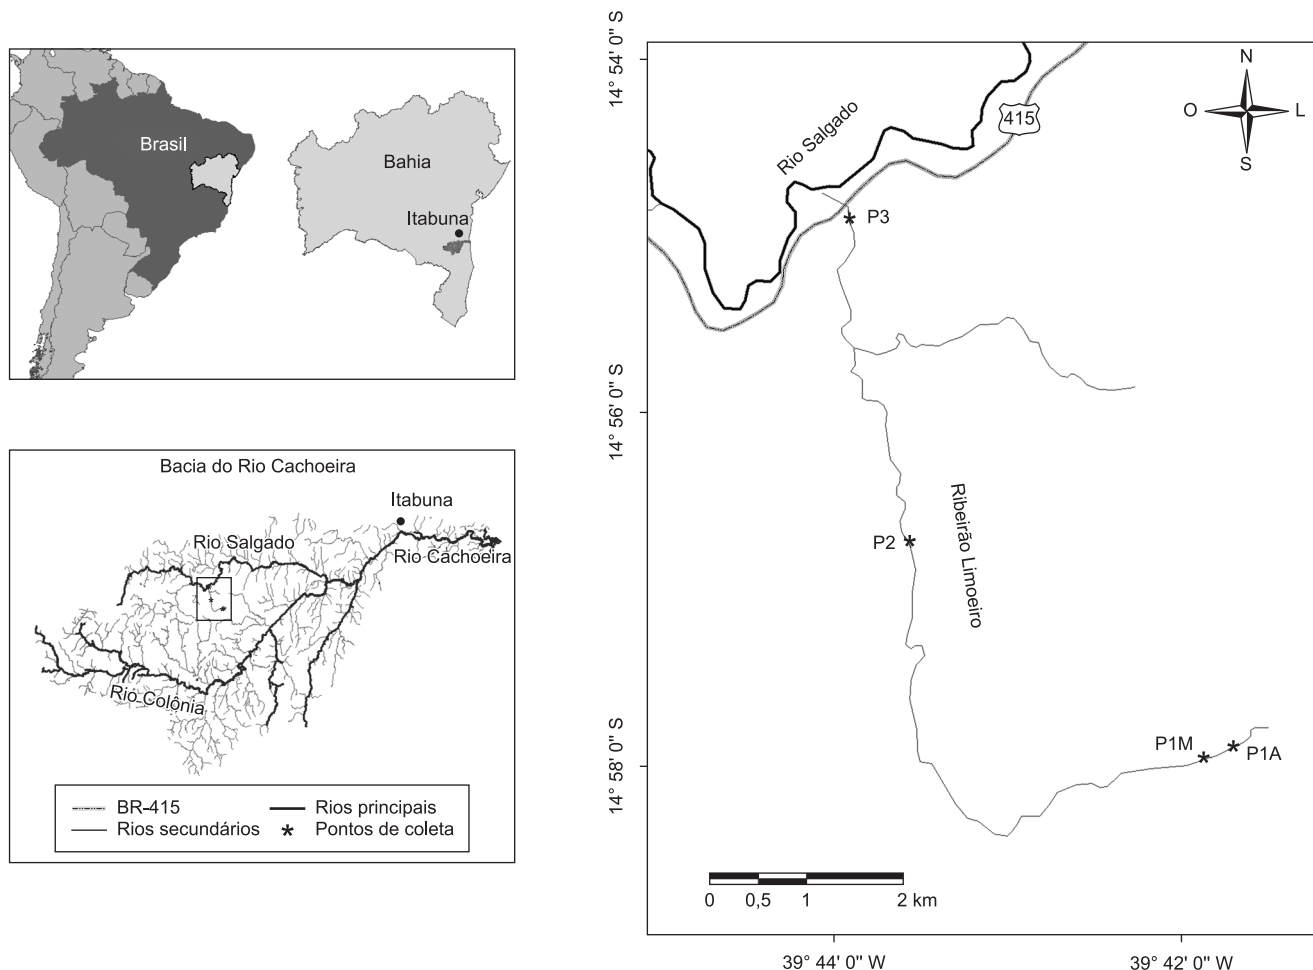 Brasil
Bahia
Itabuna
Bacia do Rio Cachoeira
Itabuna
Rio Salgado
Rio Cachoeira
Rio Colônia
BR-415
Rios principais
Rios secundários
Pontos de coleta
14° 54' 0" S
14° 56' 0" S
14° 58' 0" S
Rio Salgado
415
N
O
L
S
P3
P2
Ribeirão Limoeiro
P1M
P1A
0
0,5
1
2 km
39° 44' 0" W
39° 42' 0" W